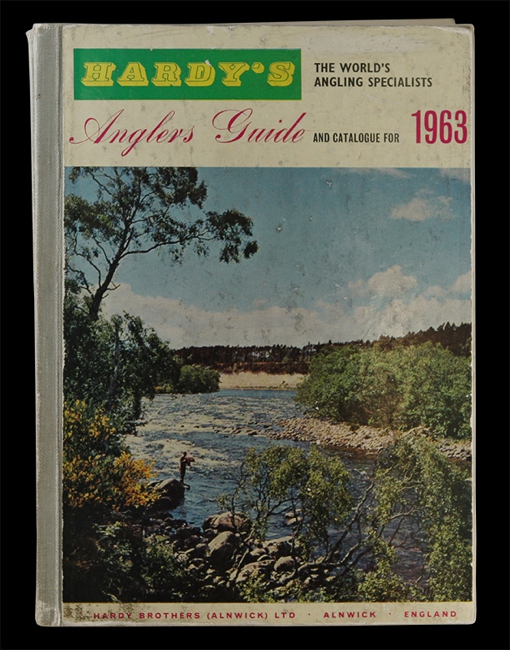 HARDY'S
THE WORLD'S
ANGLING SPECIALISTS
Anglers Guide AND CATALOGUE FOR 1963
HARDY BROTHERS (ALNWICK) LTD · ALNWICK · ENGLAND